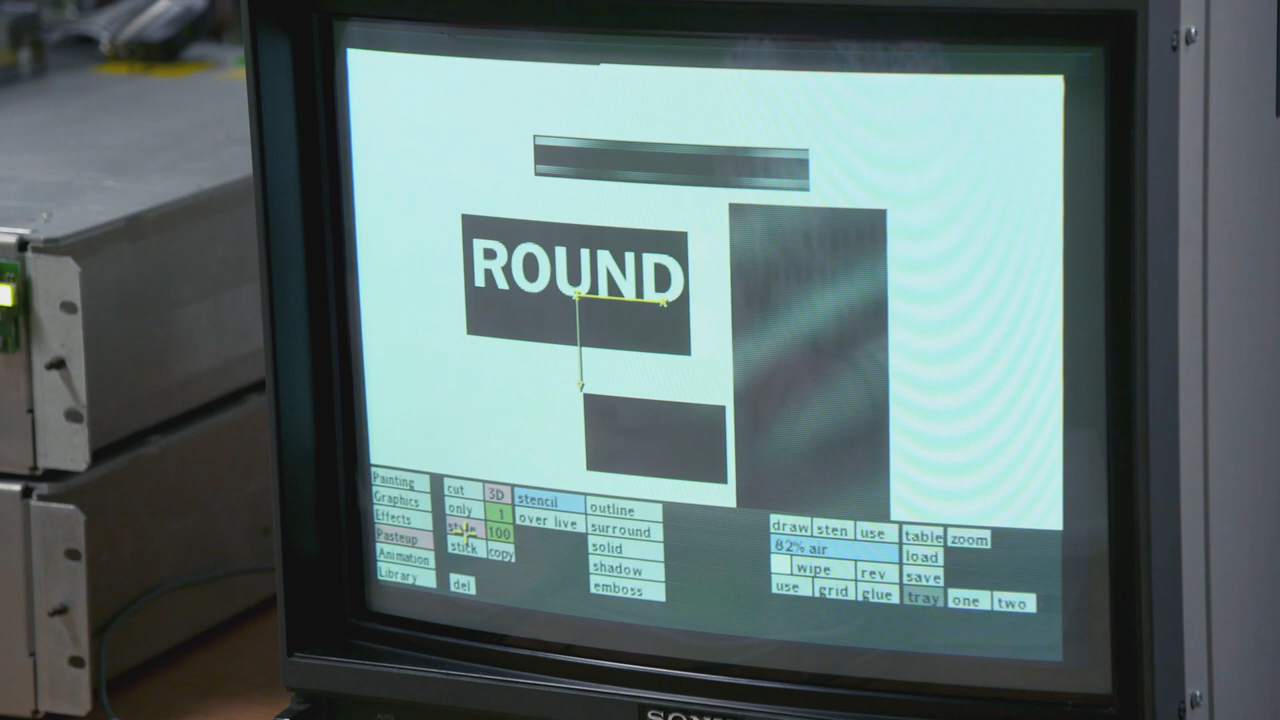 ROUND
Painting
Graphics
Effects
Pasteup
Animation
Library
cut 3D stencil outline
only 1 over live surround
style 100 solid
stick copy shadow
del emboss
draw sten use table zoom
82% air load
wipe rev save
use grid glue tray one two
SONY